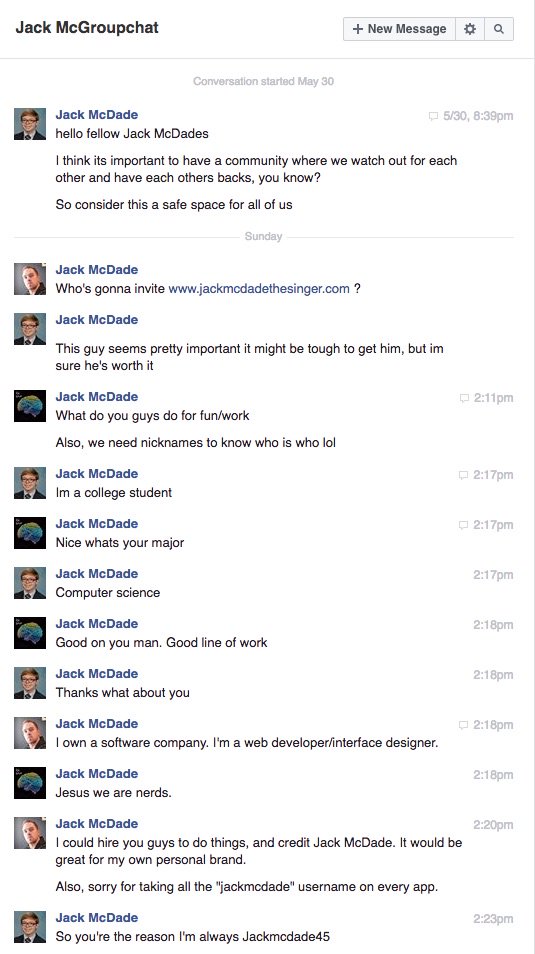 Jack McGroupchat
+ New Message
Conversation started May 30
Jack McDade
5/30, 8:39pm
hello fellow Jack McDades
I think its important to have a community where we watch out for each
other and have each others backs, you know?
So consider this a safe space for all of us
Sunday
Jack McDade
Who's gonna invite www.jackmcdadethesinger.com ?
Jack McDade
This guy seems pretty important it might be tough to get him, but im
sure he's worth it
Jack McDade
2:11pm
What do you guys do for fun/work
Also, we need nicknames to know who is who lol
Jack McDade
2:17pm
Im a college student
Jack McDade
2:17pm
Nice whats your major
Jack McDade
2:17pm
Computer science
Jack McDade
2:18pm
Good on you man. Good line of work
Jack McDade
2:18pm
Thanks what about you
Jack McDade
2:18pm
I own a software company. I'm a web developer/interface designer.
Jack McDade
2:18pm
Jesus we are nerds.
Jack McDade
2:20pm
I could hire you guys to do things, and credit Jack McDade. It would be
great for my own personal brand.
Also, sorry for taking all the "jackmcdade" username on every app.
Jack McDade
2:23pm
So you're the reason I'm always Jackmcdade45